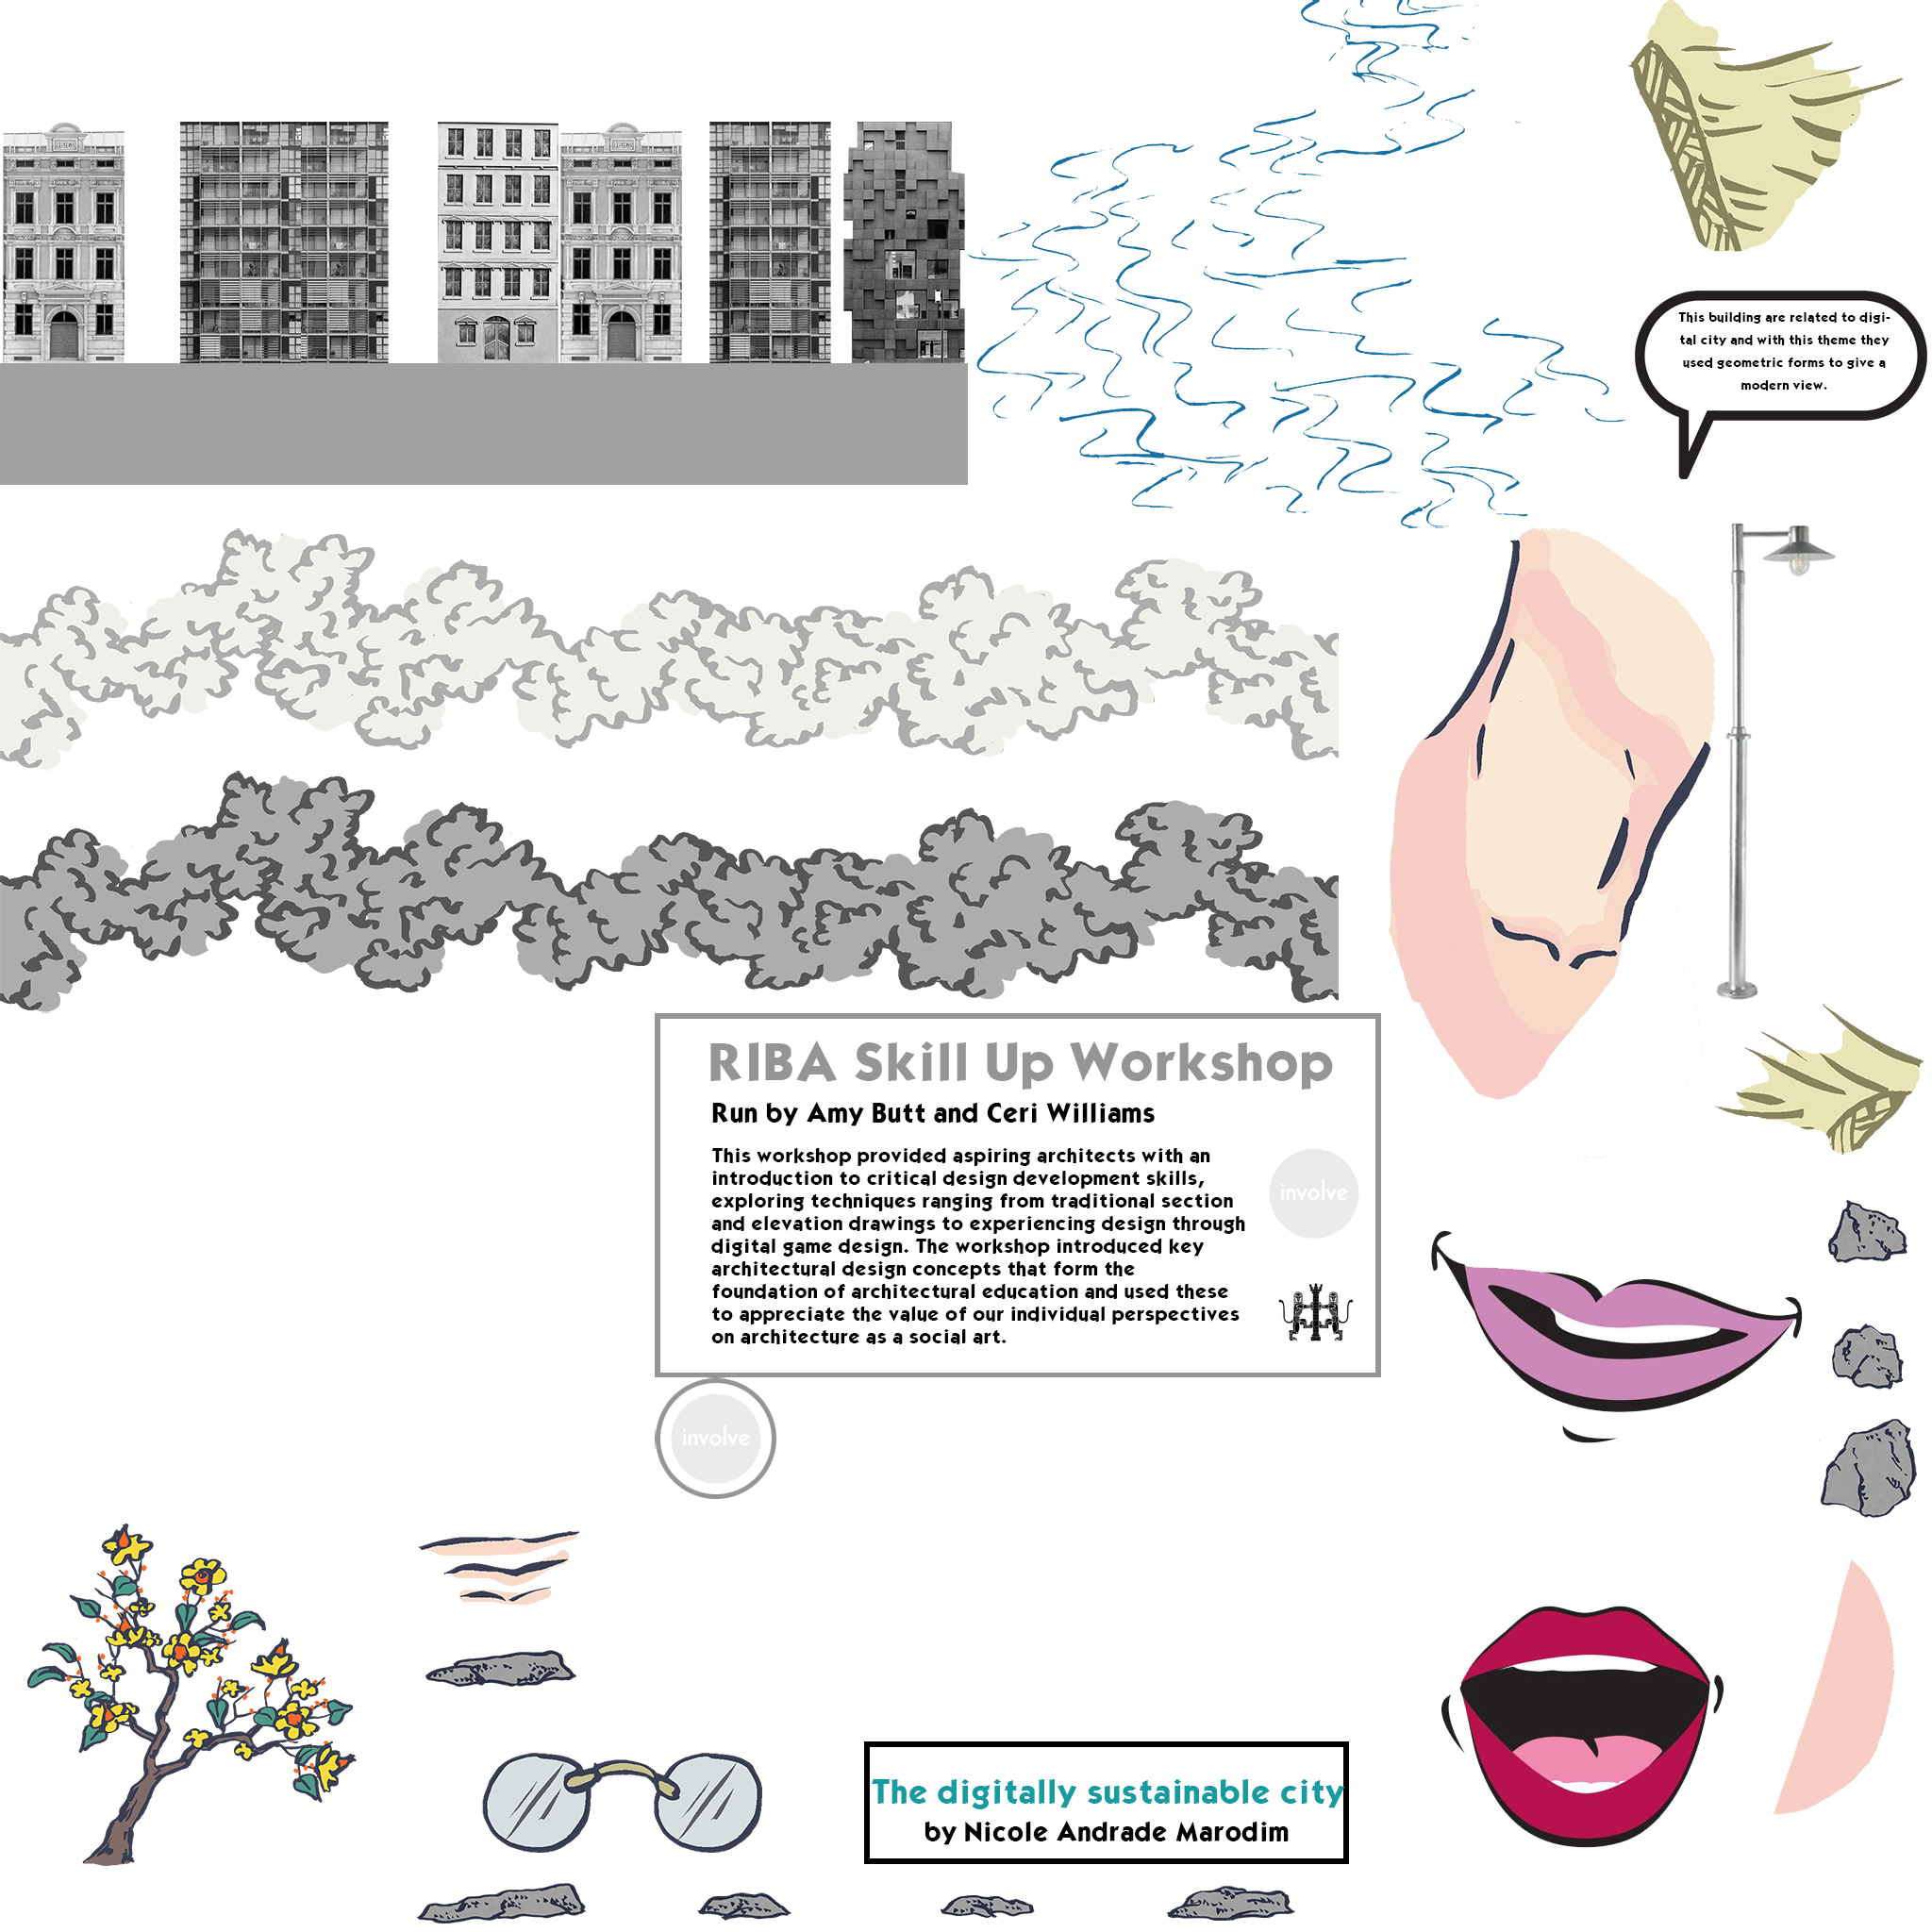 This building are related to digi-
tal city and with this theme they
used geometric forms to give a
modern view.
RIBA Skill Up Workshop
Run by Amy Butt and Ceri Williams
This workshop provided aspiring architects with an
introduction to critical design development skills,
exploring techniques ranging from traditional section
and elevation drawings to experiencing design through
digital game design. The workshop introduced key
architectural design concepts that form the
foundation of architectural education and used these
to appreciate the value of our individual perspectives
on architecture as a social art.
involve
involve
The digitally sustainable city
by Nicole Andrade Marodim